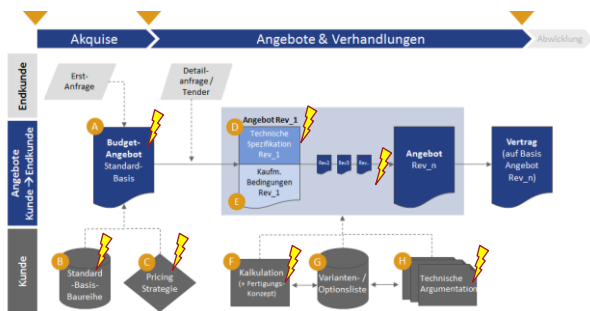 Akquise
Angebote & Verhandlungen
Abwicklung
Endkunde
Erst-
Anfrage
Detail-
anfrage /
Tender
Angebote
Kunde → Endkunde
A
Budget-
Angebot
Standard-
Basis
Angebot Rev_1
D
Technische
Spezifikation
Rev_1
Kaufm.
Bedingungen
Rev_1
E
Rev2
Rev3
Rev..
Angebot
Rev_n
Vertrag
(auf Basis
Angebot
Rev_n)
Kunde
B
Standard
-Basis-
Baureihe
C
Pricing
Strategie
F
Kalkulation
(+ Fertigungs-
Konzept)
G
Varianten- /
Optionsliste
H
Technische
Argumentation